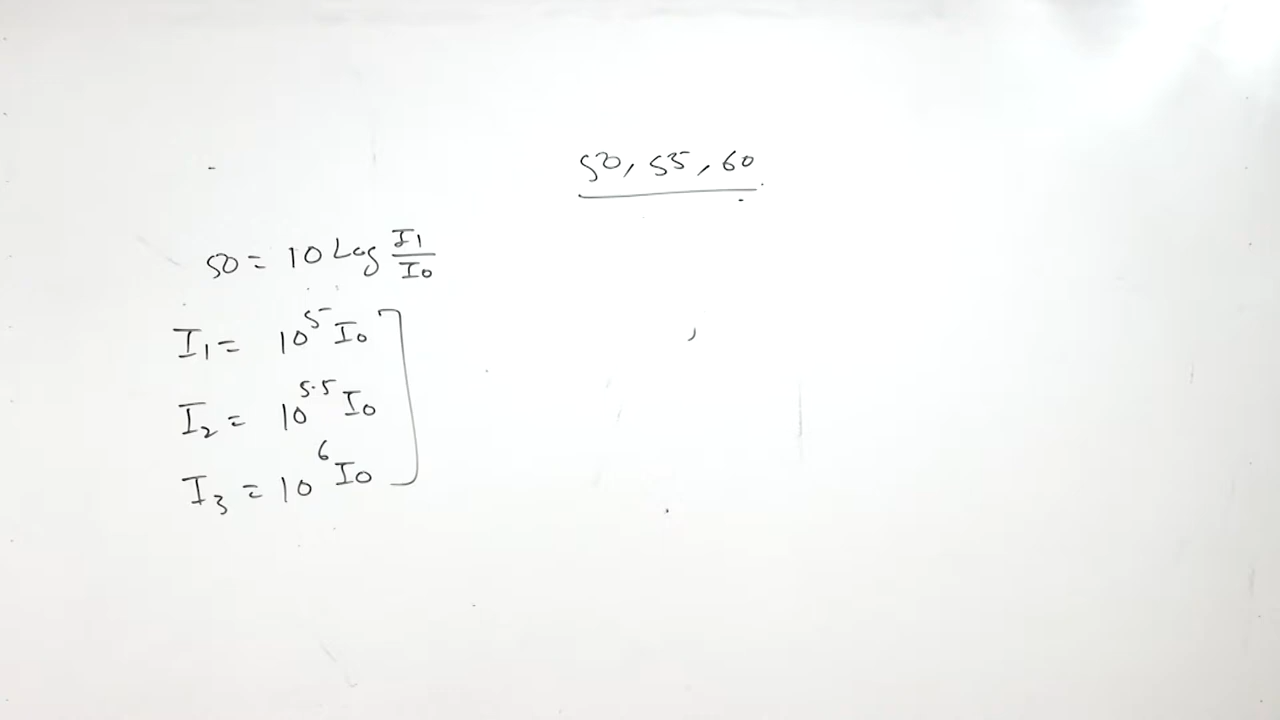 50, 55, 60
50 = 10 Log I1/I0
I1 = 10^5 I0
I2 = 10^5.5 I0
I3 = 10^6 I0